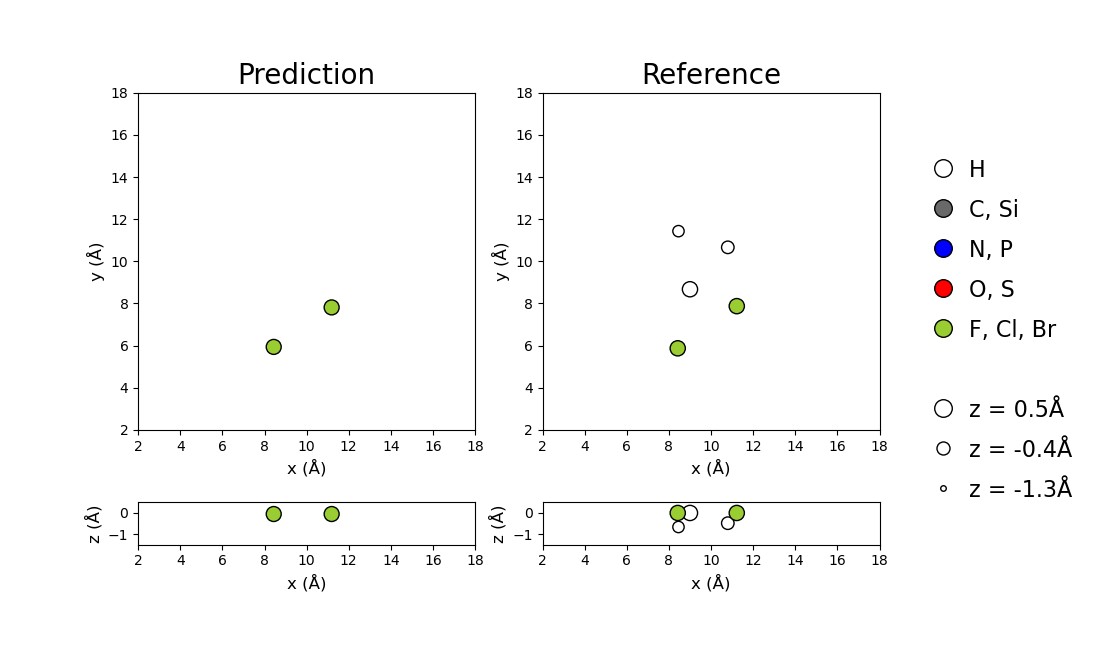 Prediction
Reference
18
16
14
12
10
8
6
4
2
y (Å)
2 4 6 8 10 12 14 16 18
x (Å)
18
16
14
12
10
8
6
4
2
y (Å)
2 4 6 8 10 12 14 16 18
x (Å)
H
C, Si
N, P
O, S
F, Cl, Br
z = 0.5Å
z = -0.4Å
z = -1.3Å
0
−1
z (Å)
2 4 6 8 10 12 14 16 18
x (Å)
0
−1
z (Å)
2 4 6 8 10 12 14 16 18
x (Å)